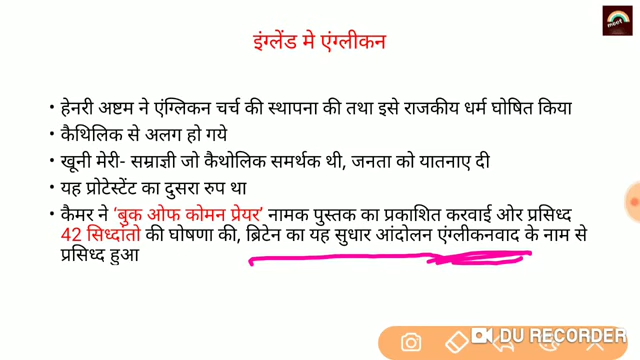 meet
इंग्लेंड मे एंग्लीकन
• हेनरी अष्टम ने एंग्लिकन चर्च की स्थापना की तथा इसे राजकीय धर्म घोषित किया
• कैथिलिक से अलग हो गये
• खूनी मेरी- सम्राज्ञी जो कैथोलिक समर्थक थी, जनता को यातनाए दी
• यह प्रोटेस्टेंट का दुसरा रुप था
• कैमर ने ‘बुक ओफ कोमन प्रेयर’ नामक पुस्तक का प्रकाशित करवाई ओर प्रसिध्द
42 सिध्दांतो की घोषणा की, ब्रिटेन का यह सुधार आंदोलन एंग्लीकनवाद के नाम से
प्रसिध्द हुआ
DU RECORDER